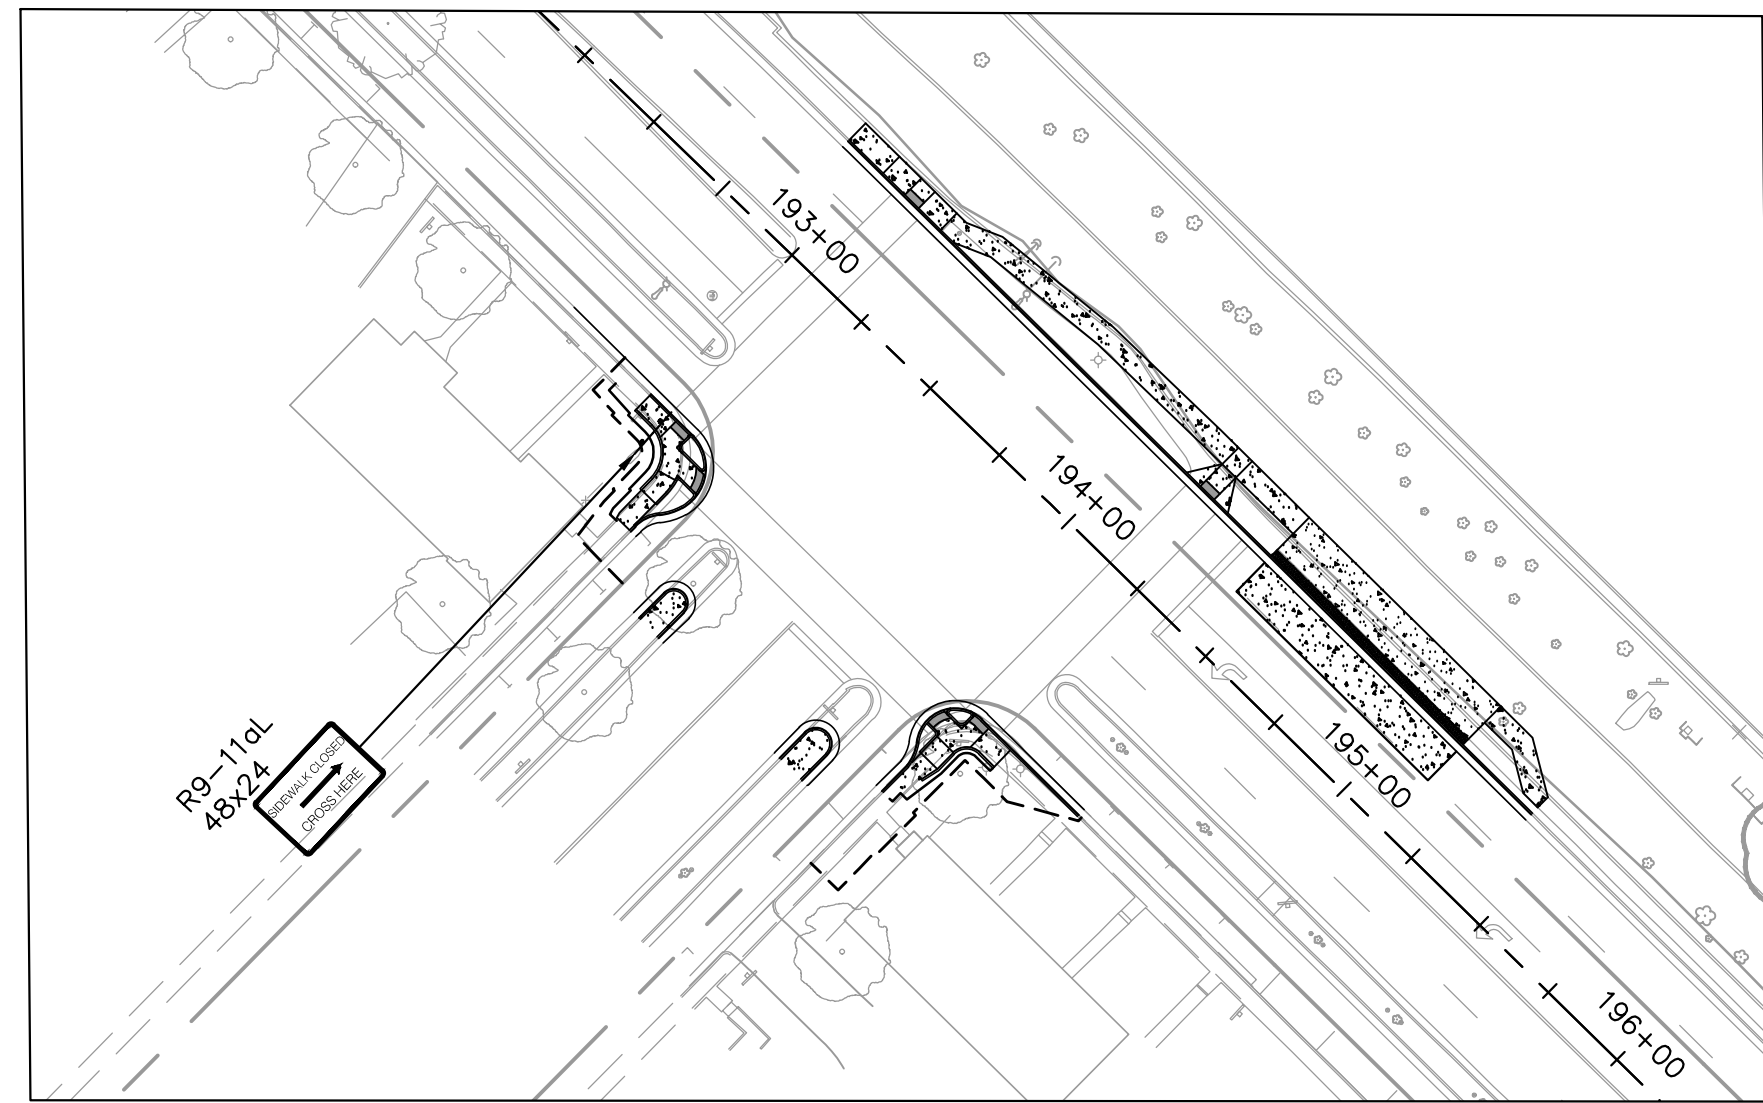 193+00
194+00
195+00
196+00
R9-11aL
48x24
SIDEWALK CLOSED
CROSS HERE